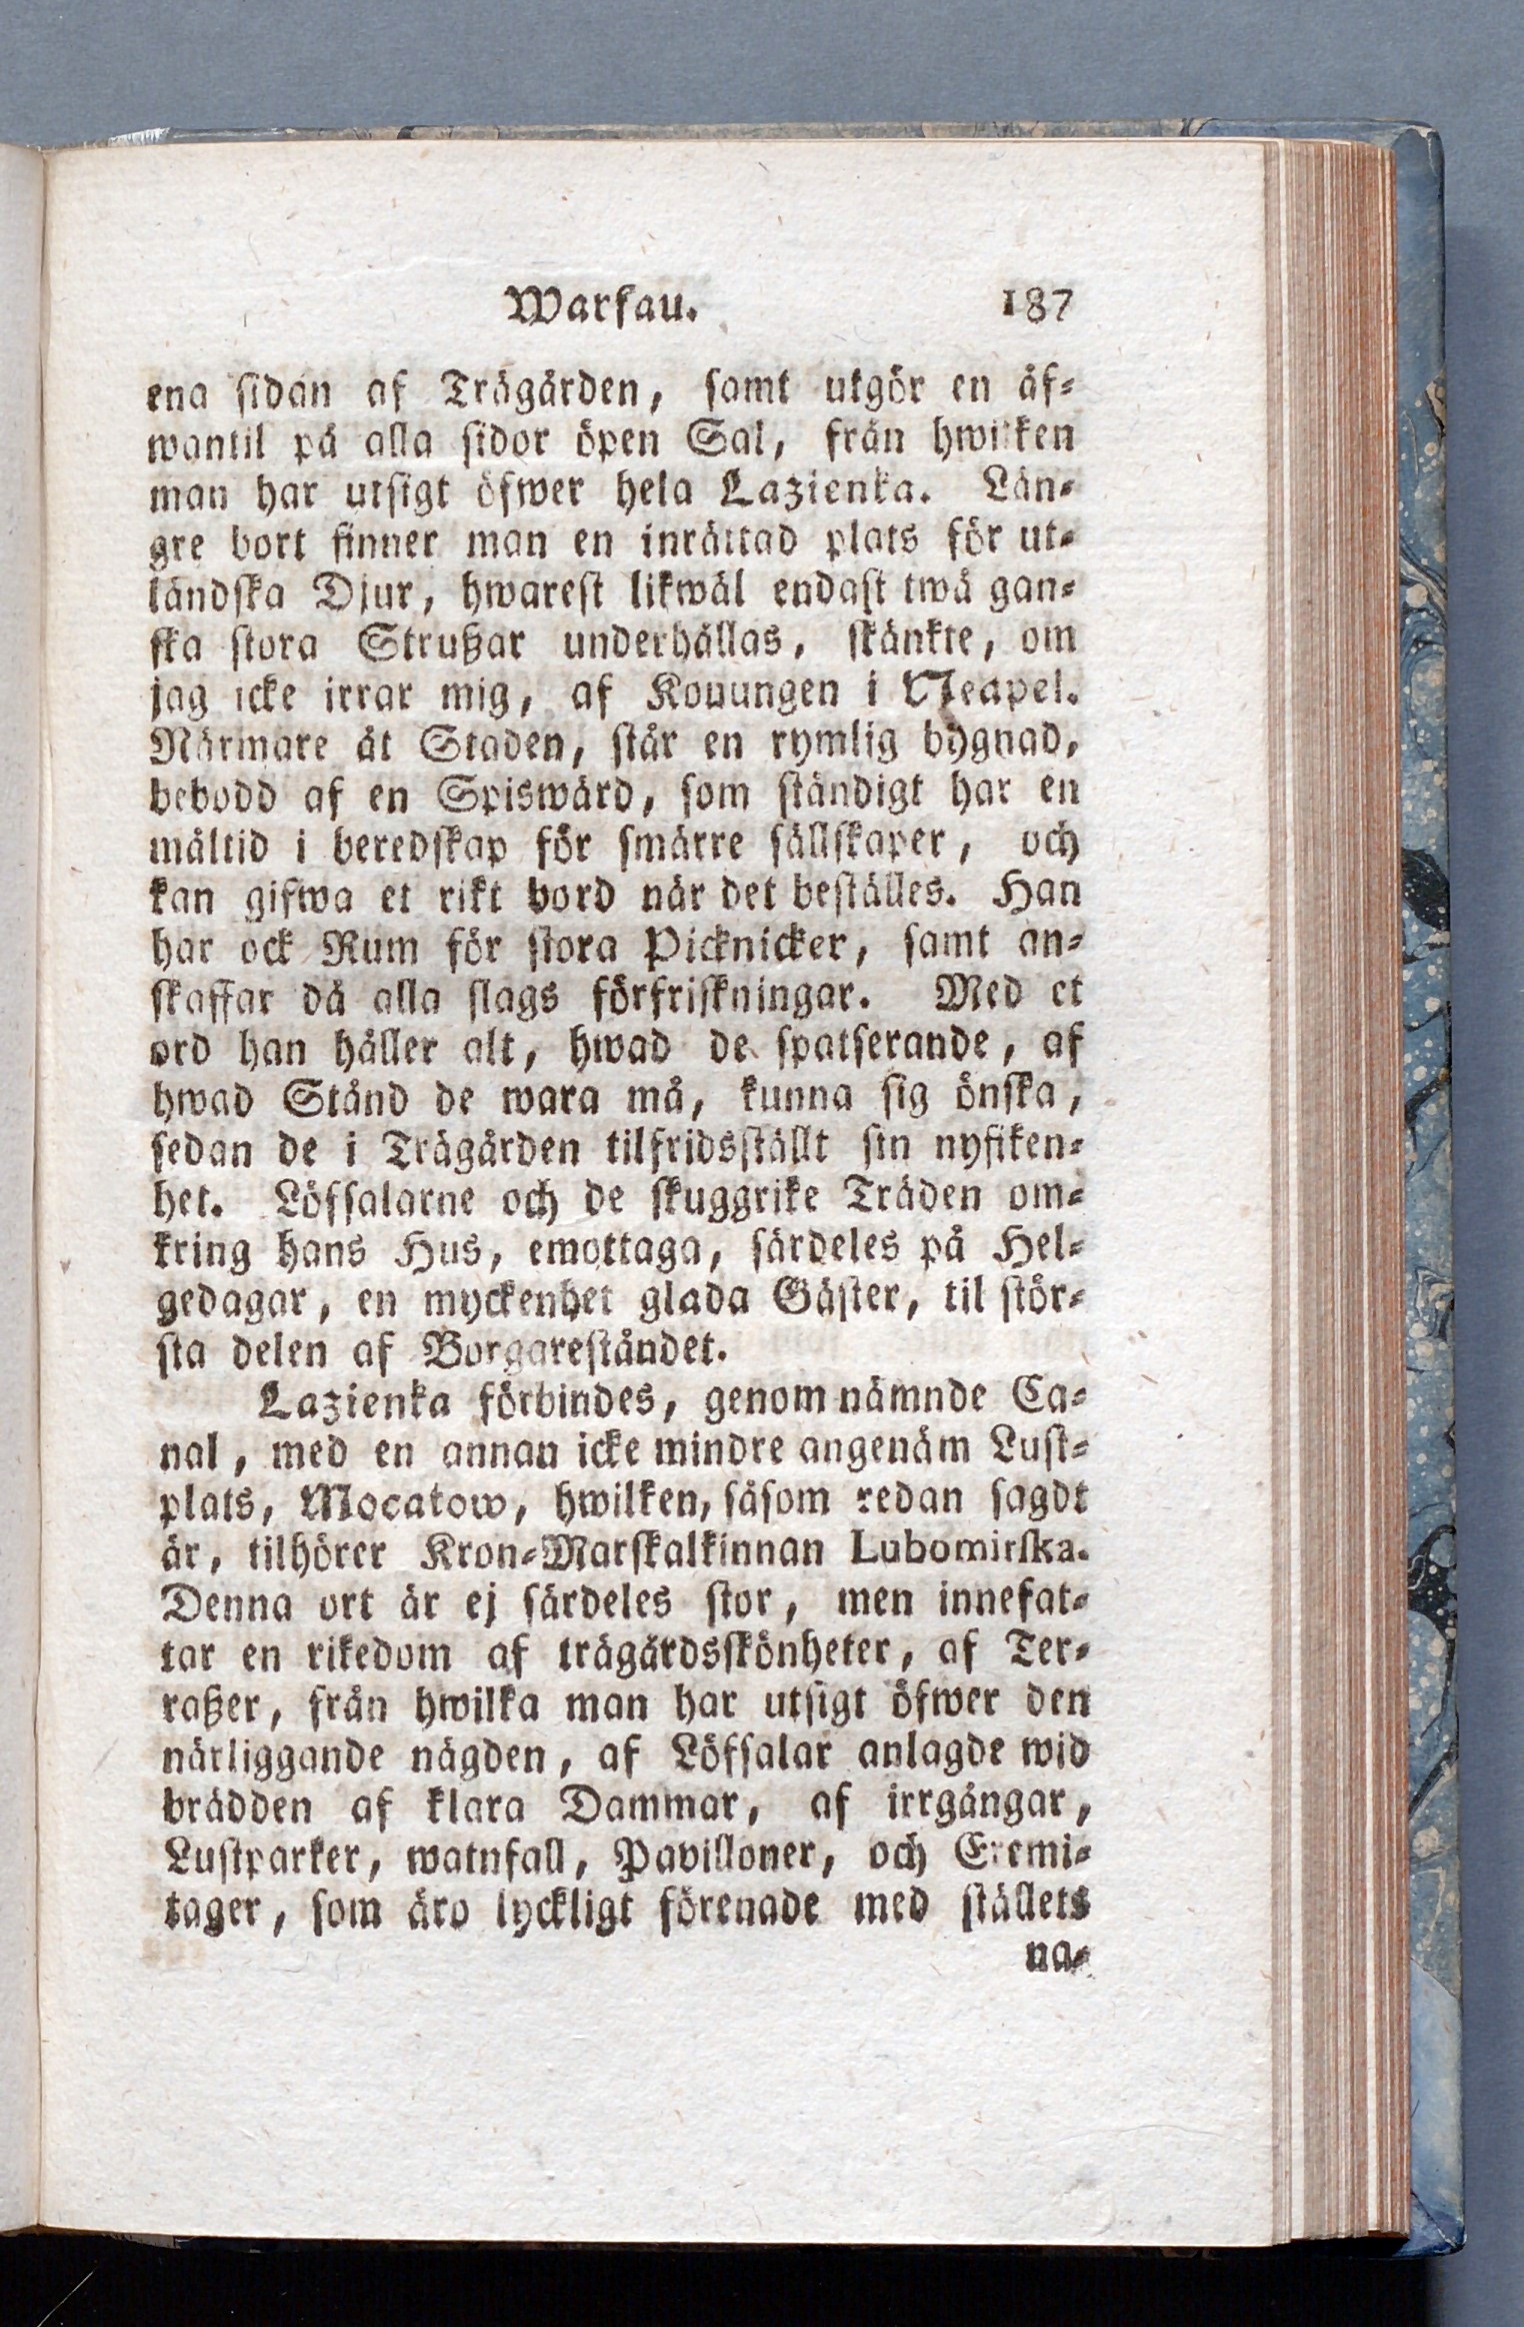 Warſau. 187
ena ſidan af Trägården, ſamt utgör en åf⸗
wantil på alla ſidor öpen Sal, från hwilken
man har utſigt öfwer hela Lazienka. Län⸗
gre bort finner man en inrättad plats för ut⸗
ländſka Djur, hwareſt likwäl endaſt twå gan⸗
ſka ſtora Strußar underhållas, ſkänkte, om
jag icke irrar mig, af Konungen i Neapel.
Närmare åt Staden, ſtår en rymlig bygnad,
bebodd af en Spiswärd, ſom ſtändigt har en
måltid i beredſkap för ſmärre ſällſkaper, och
kan gifwa et rikt bord når det beſtälles. Han
har ock Rum för ſtora Picknicker, ſamt an⸗
ſkaffar då alla ſlags förfriſkningar. Med et
ord han håller alt, hwad de ſpatſerande, af
hwad Stånd de wara må, kunna ſig önſka,
ſedan de i Trägården tilfridsſtällt ſin nyfiken⸗
het. Löfſalarne och de ſkuggrike Träden om⸗
kring hans Hus, emottaga, ſärdeles på Hel⸗
gedagar, en myckenhet glada Gäſter, til ſtör⸗
ſta delen af Borgareſtåndet.
Lazienka förbindes, genom nämnde Ca⸗
nal, med en annan icke mindre angenäm Luſt⸗
plats, Mocatow, hwilken, ſåſom redan ſagdt
är, tilhörer Kron⸗Marſkalkinnan Lubomirſka.
Denna ort är ej ſärdeles ſtor, men innefat⸗
tar en rikedom af trägårdsſkönheter, af Ter⸗
raßer, från hwilka man har utſigt öfwer den
närliggande nägden, af Löfſalar anlagde wid
brädden af klara Dammar, af irrgångar,
Luſtparker, watnfall, Pavilloner, och Eremi⸗
tager, ſom äro lyckligt förenade med ſtällets
na⸗